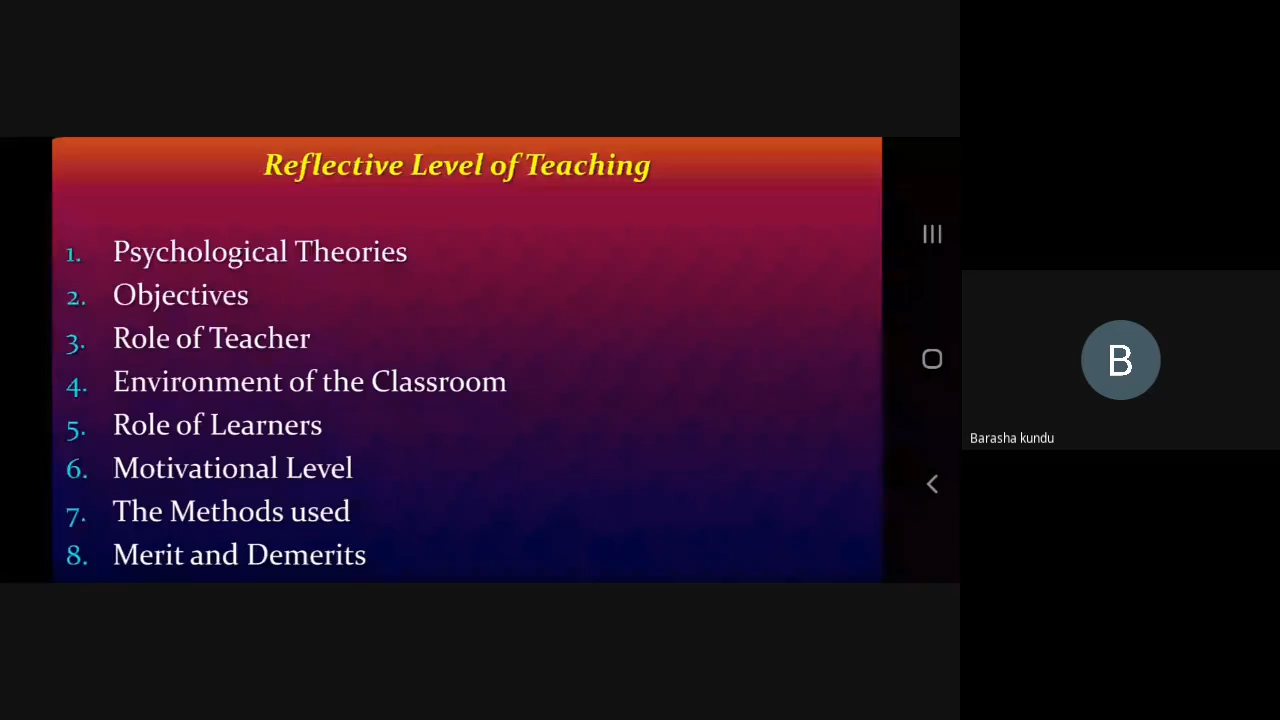 Reflective Level of Teaching
1. Psychological Theories
2. Objectives
3. Role of Teacher
4. Environment of the Classroom
5. Role of Learners
6. Motivational Level
7. The Methods used
8. Merit and Demerits
B
Barasha kundu